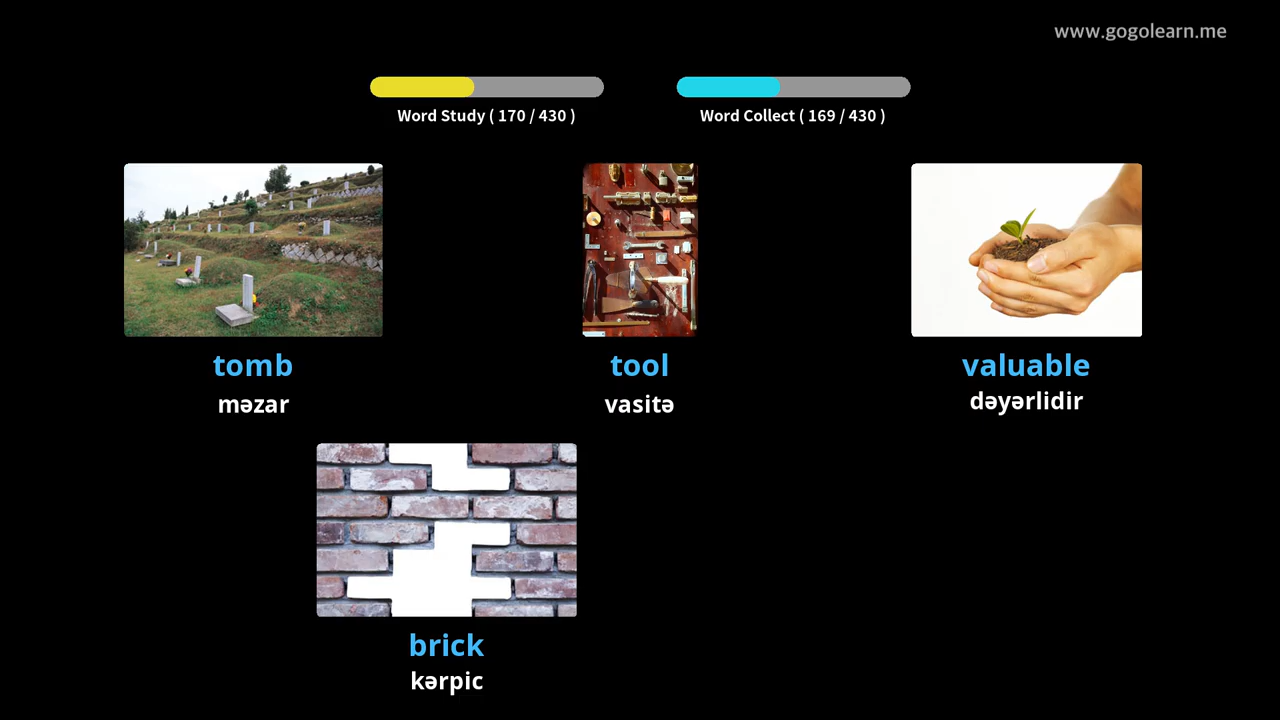 www.gogolearn.me
Word Study ( 170 / 430 )
Word Collect ( 169 / 430 )
tomb
məzar
tool
vasitə
valuable
dəyərlidir
brick
kərpic